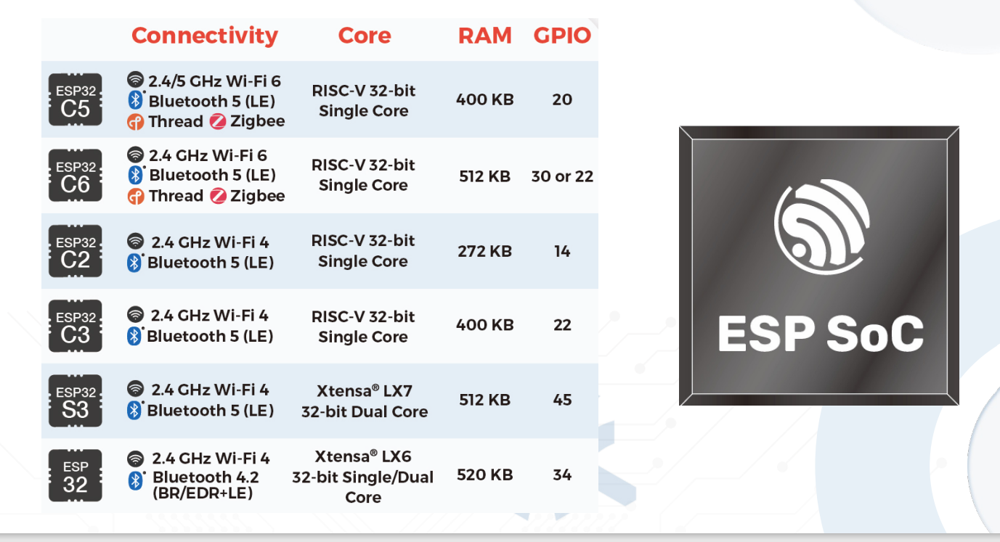 Connectivity Core RAM GPIO
ESP32
C5
2.4/5 GHz Wi-Fi 6
Bluetooth 5 (LE)
Thread Zigbee
RISC-V 32-bit
Single Core
400 KB
20
ESP32
C6
2.4 GHz Wi-Fi 6
Bluetooth 5 (LE)
Thread Zigbee
RISC-V 32-bit
Single Core
512 KB
30 or 22
ESP32
C2
2.4 GHz Wi-Fi 4
Bluetooth 5 (LE)
RISC-V 32-bit
Single Core
272 KB
14
ESP32
C3
2.4 GHz Wi-Fi 4
Bluetooth 5 (LE)
RISC-V 32-bit
Single Core
400 KB
22
ESP32
S3
2.4 GHz Wi-Fi 4
Bluetooth 5 (LE)
Xtensa® LX7
32-bit Dual Core
512 KB
45
ESP
32
2.4 GHz Wi-Fi 4
Bluetooth 4.2
(BR/EDR+LE)
Xtensa® LX6
32-bit Single/Dual
Core
520 KB
34
ESP SoC